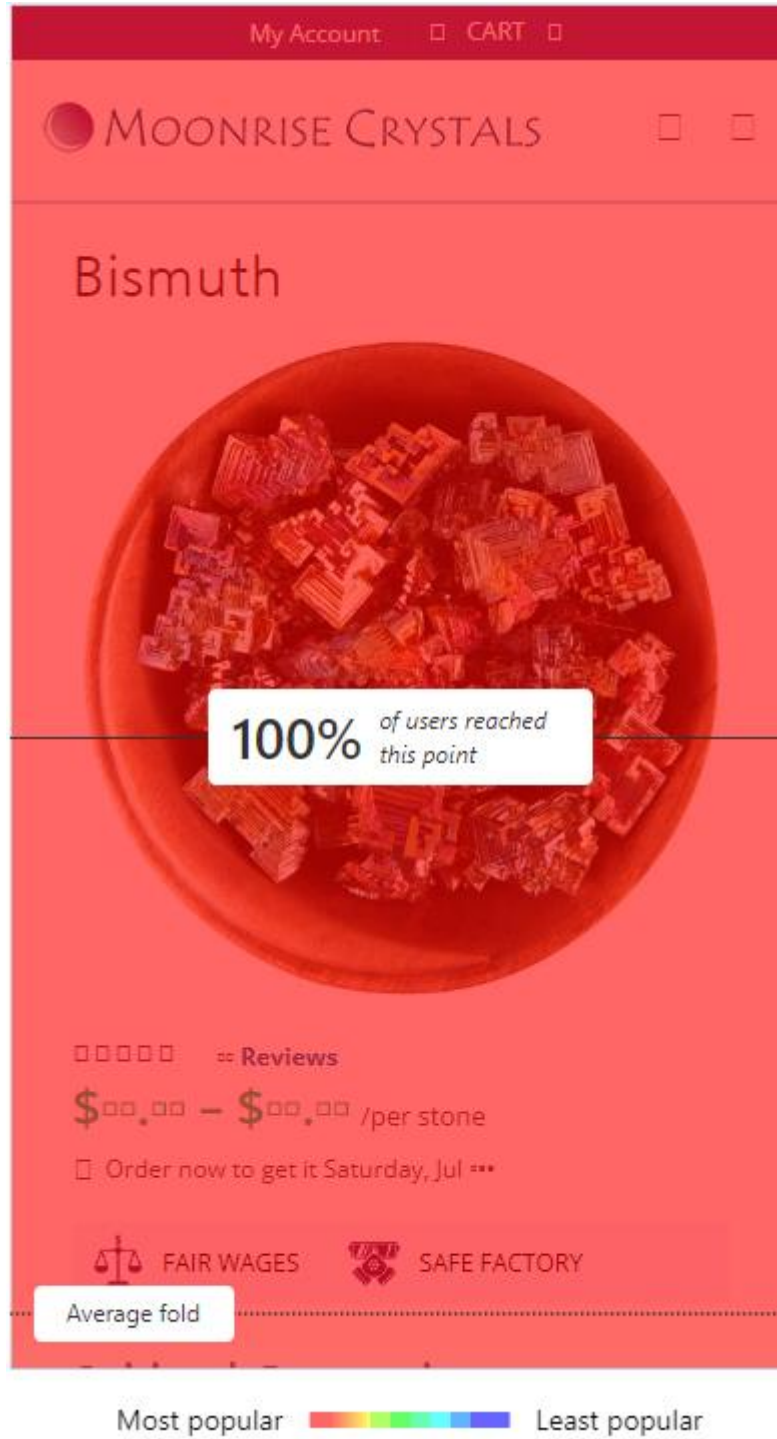 My Account CART
MOONRISE CRYSTALS
Bismuth
100% of users reached
this point
Reviews
$□□.□□ – $□□.□□ /per stone
Order now to get it Saturday, Jul
FAIR WAGES SAFE FACTORY
Average fold
Most popular Least popular